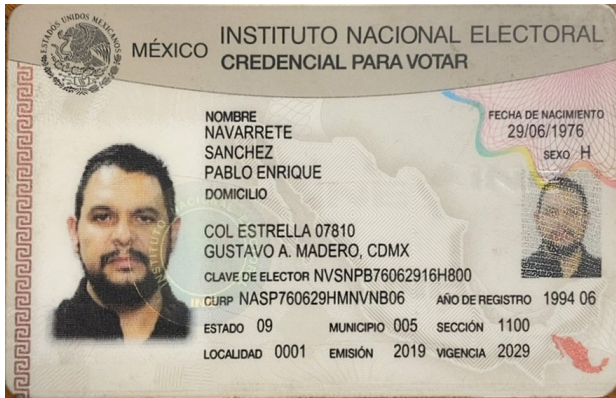 ESTADOS UNIDOS MEXICANOS
MÉXICO INSTITUTO NACIONAL ELECTORAL
CREDENCIAL PARA VOTAR
NOMBRE
NAVARRETE
SANCHEZ
PABLO ENRIQUE
DOMICILIO
FECHA DE NACIMIENTO
29/06/1976
SEXO H
COL ESTRELLA 07810
GUSTAVO A. MADERO, CDMX
CLAVE DE ELECTOR NVSNPB76062916H800
CURP NASP760629HMNVNB06 AÑO DE REGISTRO 1994 06
ESTADO 09 MUNICIPIO 005 SECCIÓN 1100
LOCALIDAD 0001 EMISIÓN 2019 VIGENCIA 2029